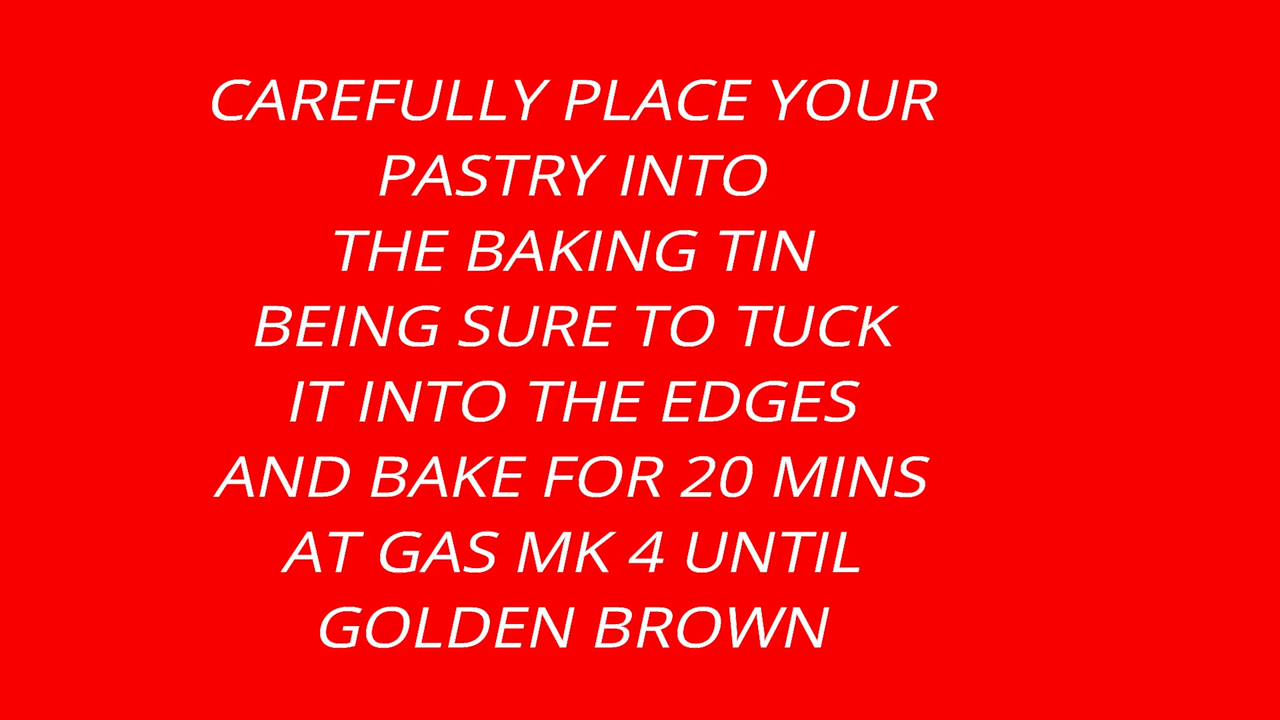 CAREFULLY PLACE YOUR
PASTRY INTO
THE BAKING TIN
BEING SURE TO TUCK
IT INTO THE EDGES
AND BAKE FOR 20 MINS
AT GAS MK 4 UNTIL
GOLDEN BROWN